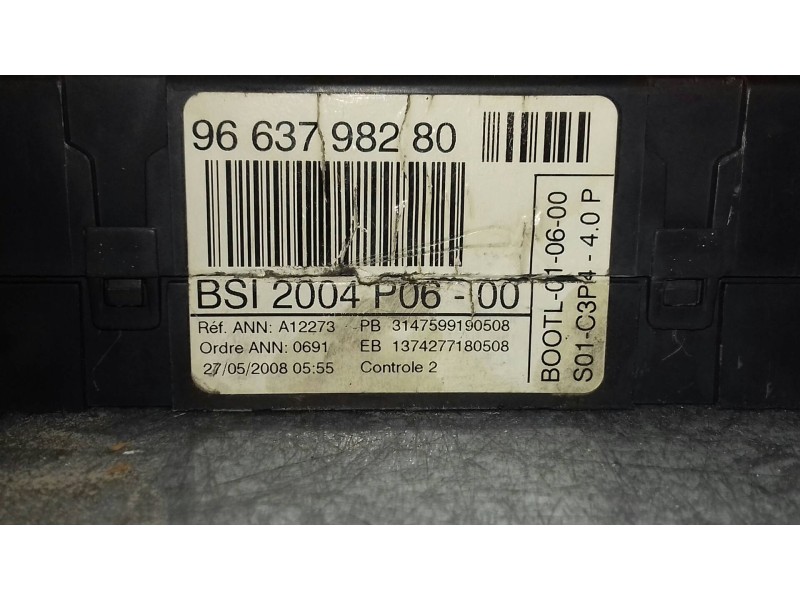 96 637 982 80
BSI 2004 P06 - 00
Réf. ANN: A12273 PB 3147599190508
Ordre ANN: 0691 EB 1374277180508
27/05/2008 05:55 Controle 2
BOOTL-01-06-00
S01-C3P4 - 4.0 P